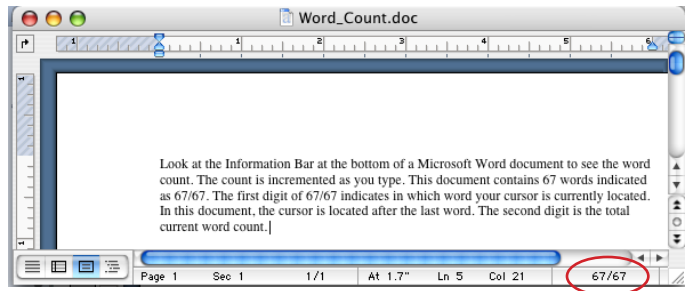 Word_Count.doc
1 1 2 3 4 5 6
Look at the Information Bar at the bottom of a Microsoft Word document to see the word
count. The count is incremented as you type. This document contains 67 words indicated
as 67/67. The first digit of 67/67 indicates in which word your cursor is currently located.
In this document, the cursor is located after the last word. The second digit is the total
current word count.
Page 1 Sec 1 1/1 At 1.7" Ln 5 Col 21 67/67